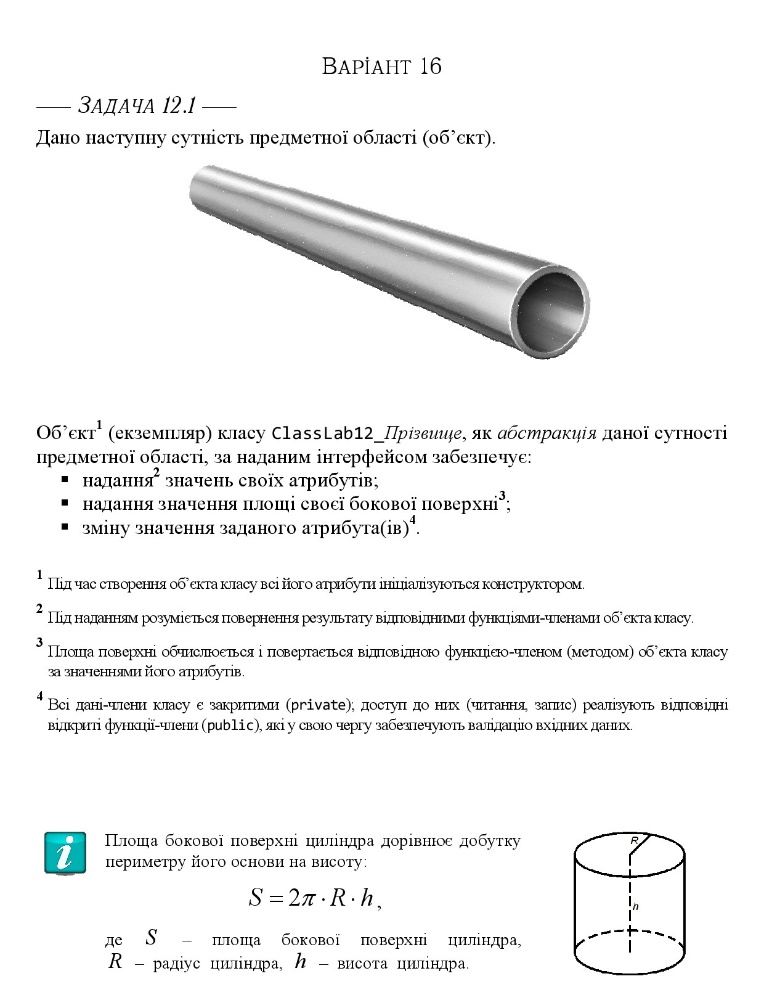 ВАРІАНТ 16
—— ЗАДАЧА 12.1 ——
Дано наступну сутність предметної області (об’єкт).
Об’єкт¹ (екземпляр) класу ClassLab12_Прізвище, як абстракція даної сутності
предметної області, за наданим інтерфейсом забезпечує:
▪ надання² значень своїх атрибутів;
▪ надання значення площі своєї бокової поверхні³;
▪ зміну значення заданого атрибута(ів)⁴.
¹ Під час створення об’єкта класу всі його атрибути ініціалізуються конструктором.
² Під наданням розуміється повернення результату відповідними функціями-членами об’єкта класу.
³ Площа поверхні обчислюється і повертається відповідною функцією-членом (методом) об’єкта класу
за значеннями його атрибутів.
⁴ Всі дані-члени класу є закритими (private); доступ до них (читання, запис) реалізують відповідні
відкриті функції-члени (public), які у свою чергу забезпечують валідацію вхідних даних.
i
Площа бокової поверхні циліндра дорівнює добутку
периметру його основи на висоту:
S = 2π · R · h,
де S – площа бокової поверхні циліндра,
R – радіус циліндра, h – висота циліндра.
R
h